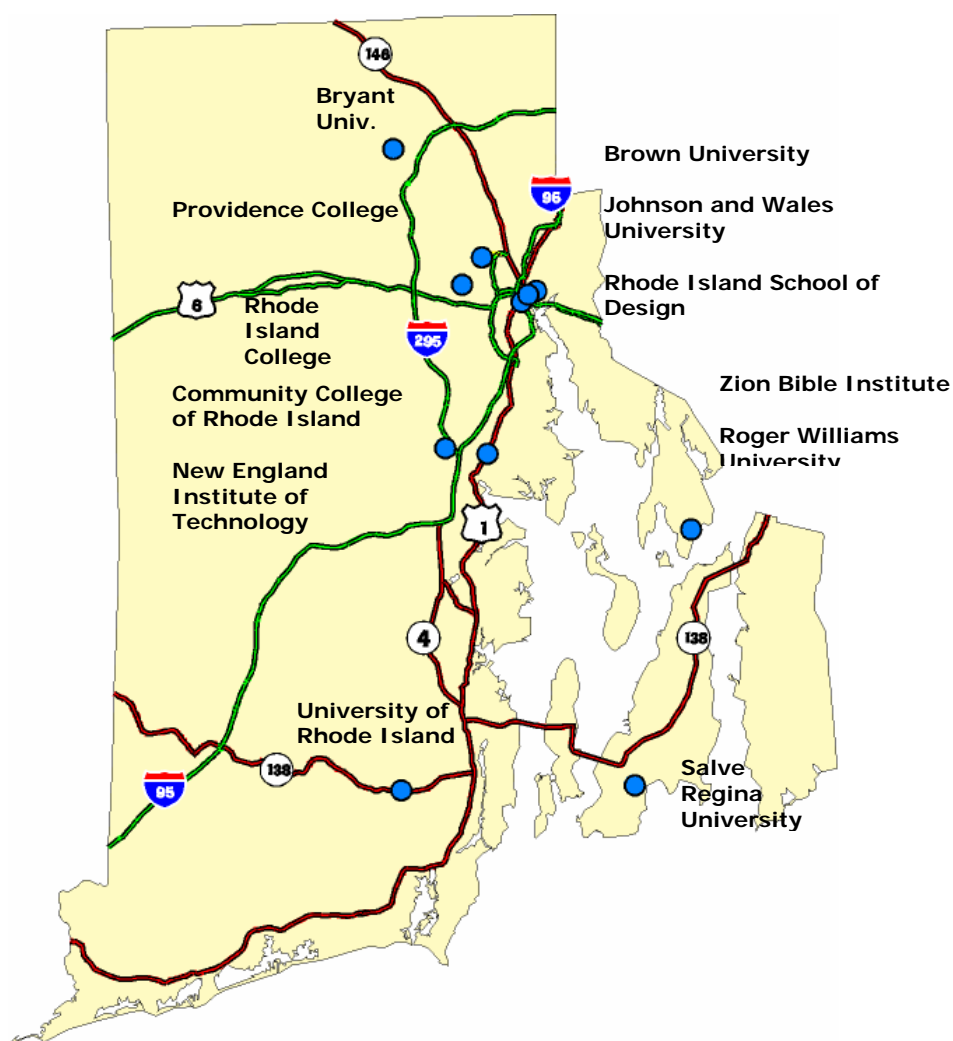 146
Bryant
Univ.
Brown University
95
Providence College
Johnson and Wales
University
Rhode Island School of
Design
6
Rhode
Island
College
295
Zion Bible Institute
Community College
of Rhode Island
Roger Williams
University
New England
Institute of
Technology
1
4
138
University of
Rhode Island
138
95
Salve
Regina
University